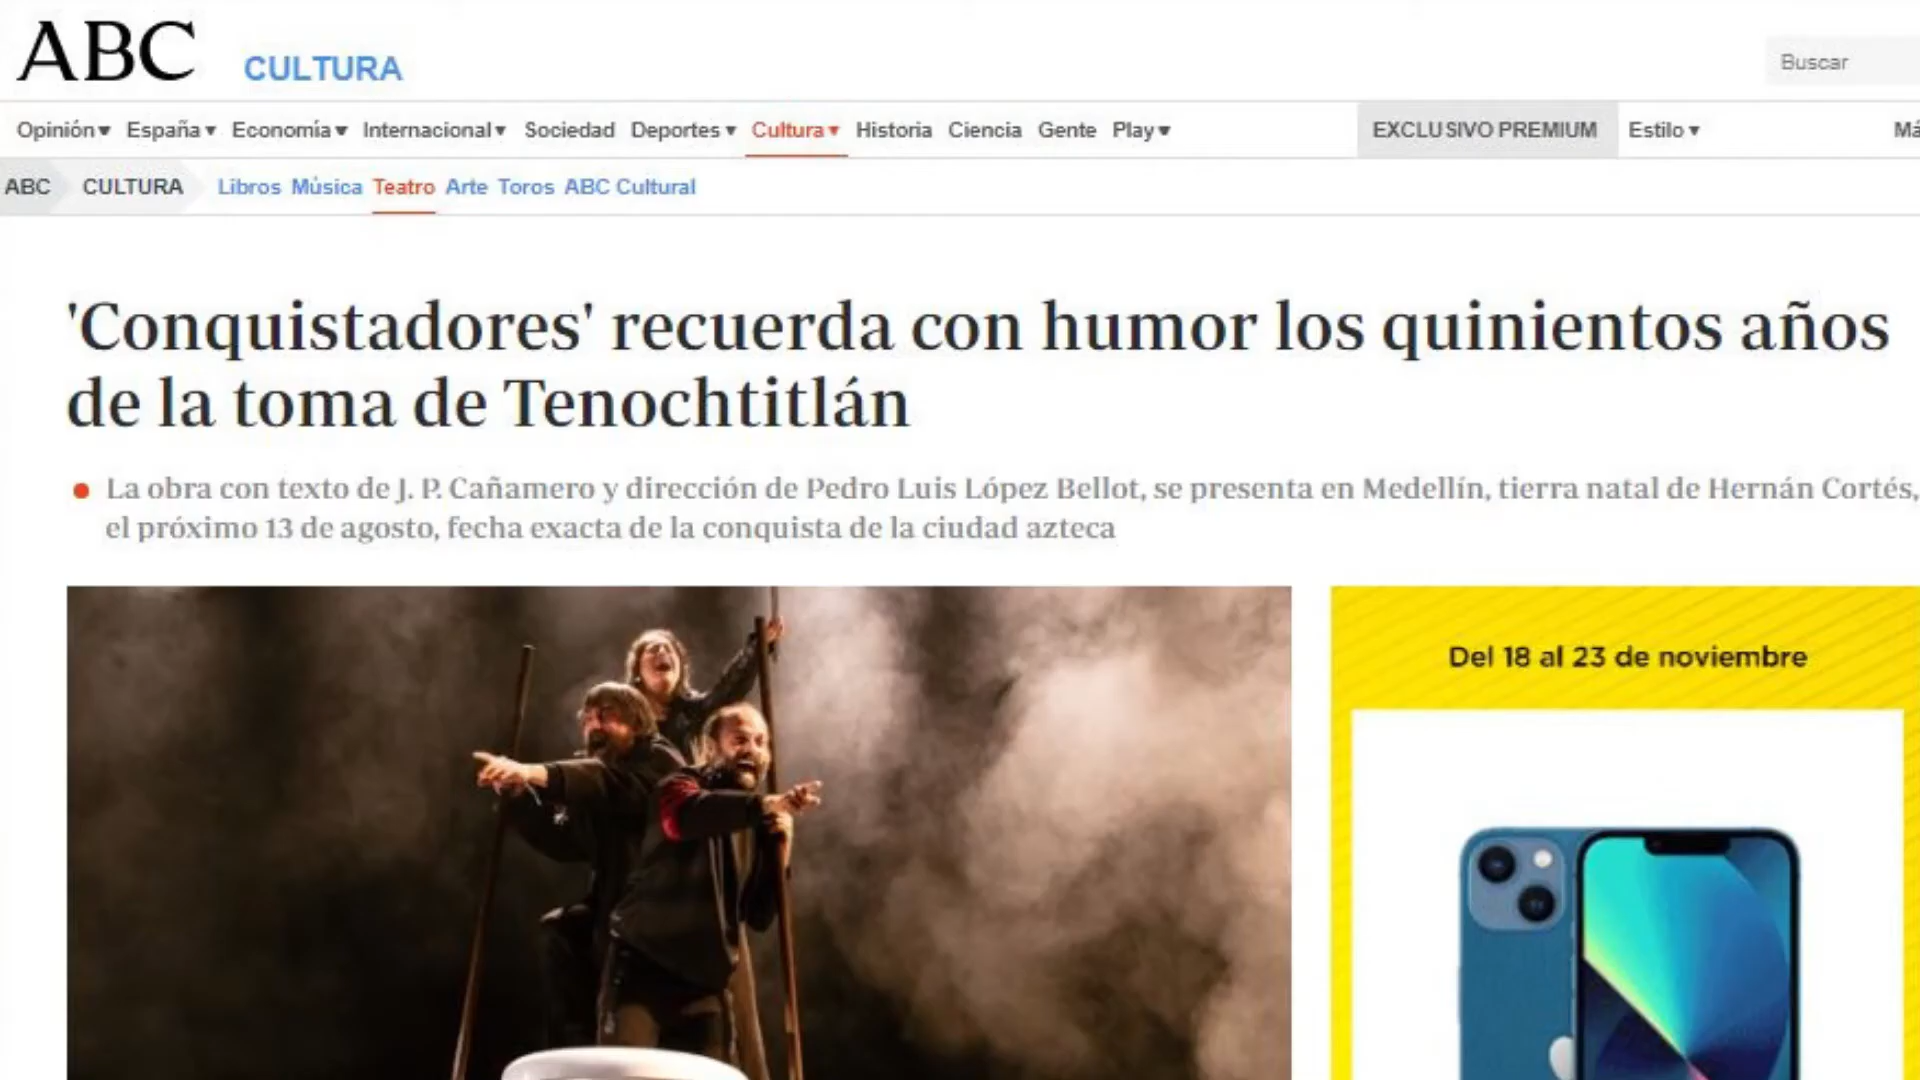 ABC
CULTURA
Buscar
Opinión▾ España▾ Economía▾ Internacional▾ Sociedad Deportes▾ Cultura▾ Historia Ciencia Gente Play▾ EXCLUSIVO PREMIUM Estilo▾
ABC CULTURA Libros Música Teatro Arte Toros ABC Cultural
'Conquistadores' recuerda con humor los quinientos años
de la toma de Tenochtitlán
La obra con texto de J. P. Cañamero y dirección de Pedro Luis López Bellot, se presenta en Medellín, tierra natal de Hernán Cortés,
el próximo 13 de agosto, fecha exacta de la conquista de la ciudad azteca
Del 18 al 23 de noviembre